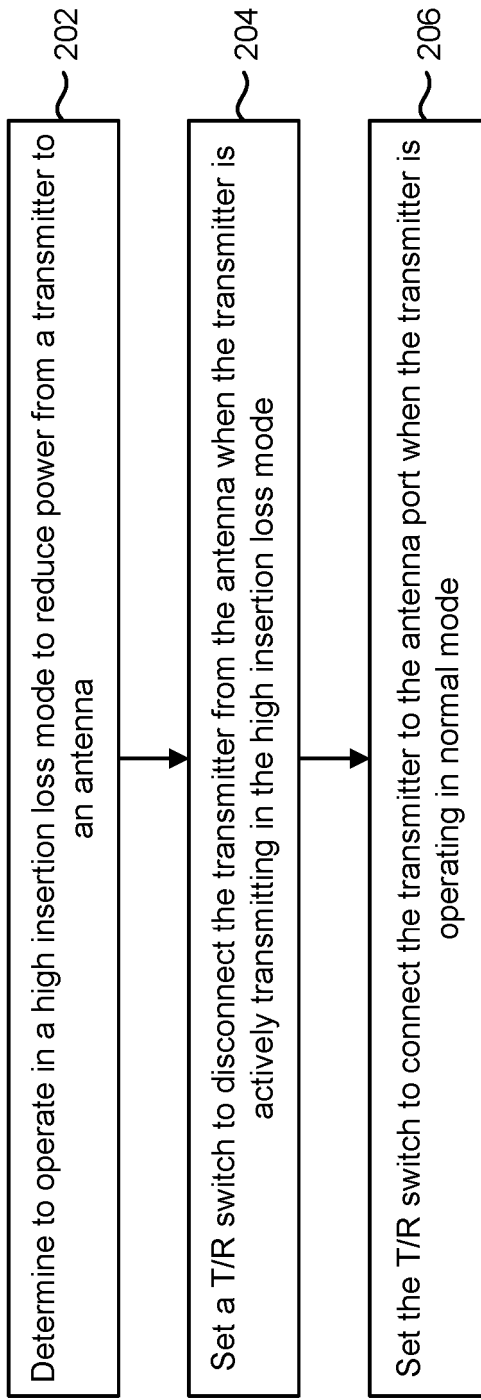 Determine to operate in a high insertion loss mode to reduce power from a transmitter to
an antenna
202
Set a T/R switch to disconnect the transmitter from the antenna when the transmitter is
actively transmitting in the high insertion loss mode
204
Set the T/R switch to connect the transmitter to the antenna port when the transmitter is
operating in normal mode
206